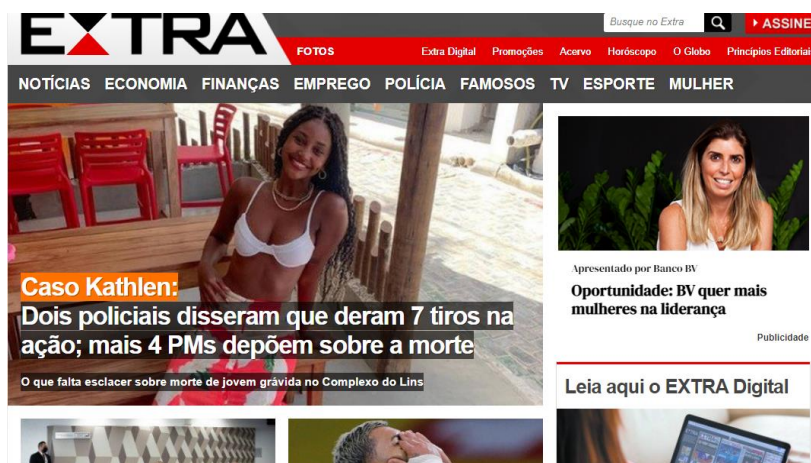 EXTRA
Busque no Extra
ASSINE
FOTOS
Extra Digital Promoções Acervo Horóscopo O Globo Princípios Editoriais
NOTÍCIAS ECONOMIA FINANÇAS EMPREGO POLÍCIA FAMOSOS TV ESPORTE MULHER
Caso Kathlen:
Dois policiais disseram que deram 7 tiros na
ação; mais 4 PMs depõem sobre a morte
O que falta esclacer sobre morte de jovem grávida no Complexo do Lins
Apresentado por Banco BV
Oportunidade: BV quer mais
mulheres na liderança
Publicidade
Leia aqui o EXTRA Digital